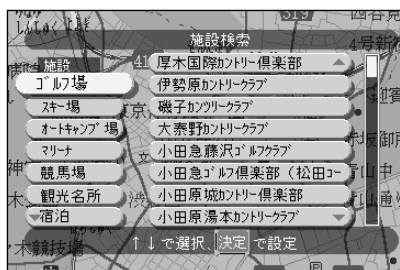 施設検索
施設
ゴルフ場
スキー場
オートキャンプ場
マリーナ
競馬場
観光名所
宿泊
厚木国際カントリー倶楽部
伊勢原カントリークラブ
磯子カンツリークラブ
大秦野カントリークラブ
小田急藤沢ゴルフクラブ
小田急ゴルフ倶楽部(松田コー
小田原城カントリー倶楽部
小田原湯本カントリークラブ
↑↓で選択、決定で設定
木競技場